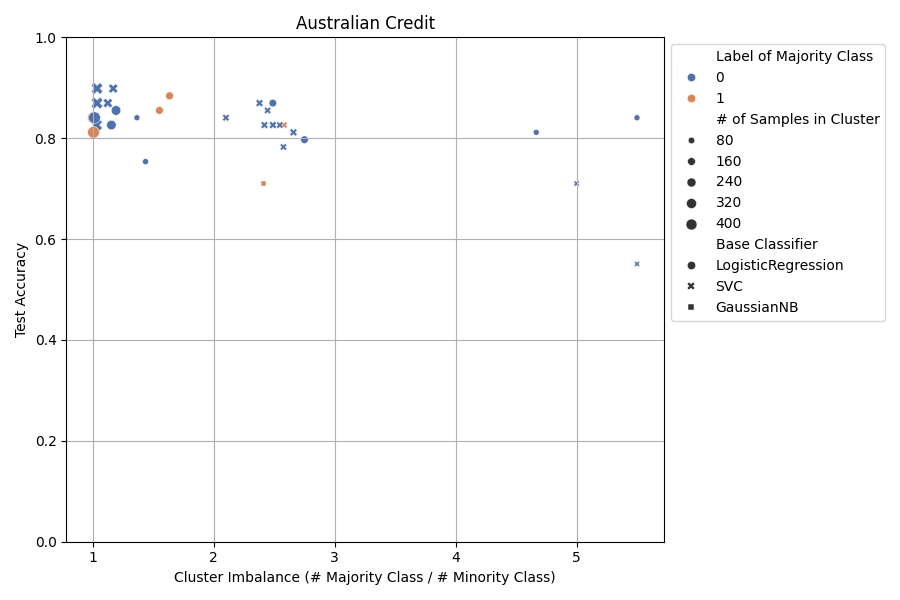 Australian Credit
Test Accuracy
1.0
0.8
0.6
0.4
0.2
0.0
1
2
3
4
5
Cluster Imbalance (# Majority Class / # Minority Class)
Label of Majority Class
0
1
# of Samples in Cluster
80
160
240
320
400
Base Classifier
LogisticRegression
SVC
GaussianNB